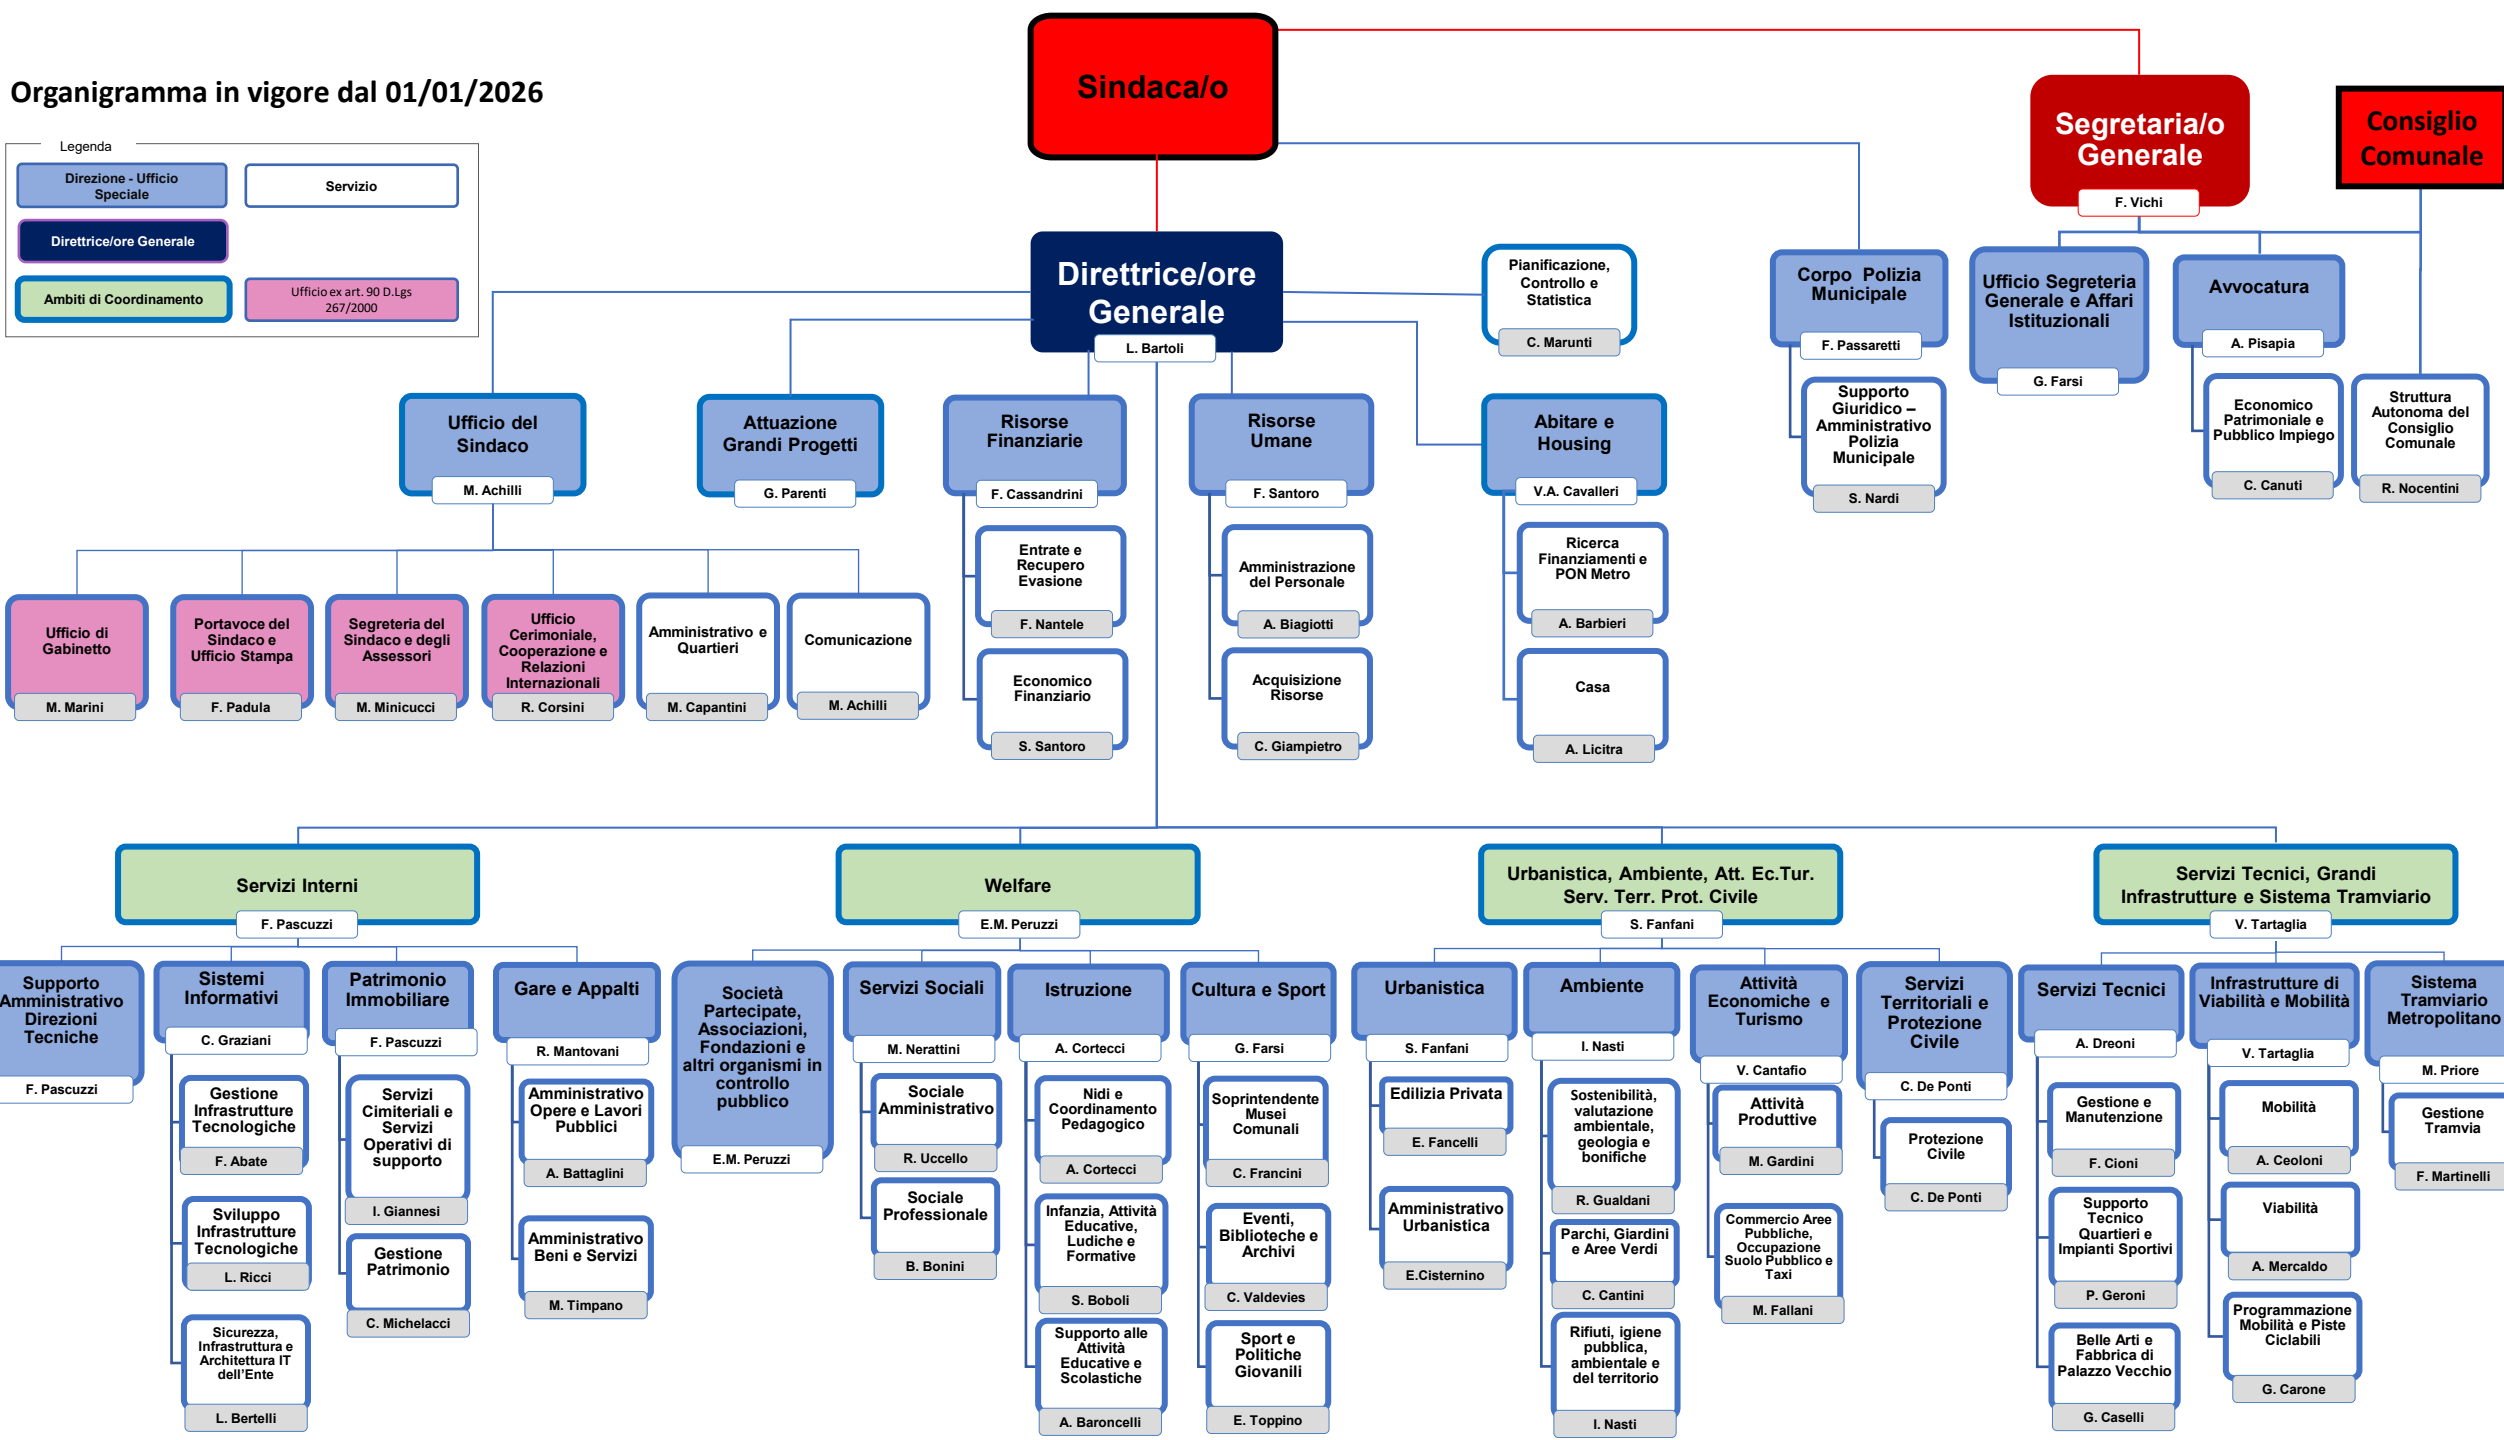 Organigramma in vigore dal 01/01/2026
Legenda
Direzione - Ufficio
Speciale
Servizio
Direttrice/ore Generale
Ambiti di Coordinamento
Ufficio ex art. 90 D.Lgs
267/2000
Sindaca/o
Segretaria/o
Generale
F. Vichi
Consiglio
Comunale
Direttrice/ore
Generale
L. Bartoli
Pianificazione,
Controllo e
Statistica
C. Marunti
Corpo Polizia
Municipale
F. Passaretti
Supporto
Giuridico –
Amministrativo
Polizia
Municipale
S. Nardi
Ufficio Segreteria
Generale e Affari
Istituzionali
G. Farsi
Avvocatura
A. Pisapia
Economico
Patrimoniale e
Pubblico Impiego
C. Canuti
Struttura
Autonoma del
Consiglio
Comunale
R. Nocentini
Ufficio del
Sindaco
M. Achilli
Attuazione
Grandi Progetti
G. Parenti
Risorse
Finanziarie
F. Cassandrini
Entrate e
Recupero
Evasione
F. Nantele
Economico
Finanziario
S. Santoro
Risorse
Umane
F. Santoro
Amministrazione
del Personale
A. Biagiotti
Acquisizione
Risorse
C. Giampietro
Abitare e
Housing
V.A. Cavalleri
Ricerca
Finanziamenti e
PON Metro
A. Barbieri
Casa
A. Licitra
Ufficio di
Gabinetto
M. Marini
Portavoce del
Sindaco e
Ufficio Stampa
F. Padula
Segreteria del
Sindaco e degli
Assessori
M. Minicucci
Ufficio
Cerimoniale,
Cooperazione e
Relazioni
Internazionali
R. Corsini
Amministrativo e
Quartieri
M. Capantini
Comunicazione
M. Achilli
Servizi Interni
F. Pascuzzi
Supporto
Amministrativo
Direzioni
Tecniche
F. Pascuzzi
Sistemi
Informativi
C. Graziani
Gestione
Infrastrutture
Tecnologiche
F. Abate
Sviluppo
Infrastrutture
Tecnologiche
L. Ricci
Sicurezza,
Infrastruttura e
Architettura IT
dell'Ente
L. Bertelli
Patrimonio
Immobiliare
F. Pascuzzi
Servizi
Cimiteriali e
Servizi
Operativi di
supporto
I. Giannesi
Gestione
Patrimonio
C. Michelacci
Gare e Appalti
R. Mantovani
Amministrativo
Opere e Lavori
Pubblici
A. Battaglini
Amministrativo
Beni e Servizi
M. Timpano
Welfare
E.M. Peruzzi
Società
Partecipate,
Associazioni,
Fondazioni e
altri organismi in
controllo
pubblico
E.M. Peruzzi
Servizi Sociali
M. Nerattini
Sociale
Amministrativo
R. Uccello
Sociale
Professionale
B. Bonini
Istruzione
A. Cortecci
Nidi e
Coordinamento
Pedagogico
A. Cortecci
Infanzia, Attività
Educative,
Ludiche e
Formative
S. Boboli
Supporto alle
Attività
Educative e
Scolastiche
A. Baroncelli
Cultura e Sport
G. Farsi
Soprintendente
Musei
Comunali
C. Francini
Eventi,
Biblioteche e
Archivi
C. Valdevies
Sport e
Politiche
Giovanili
E. Toppino
Urbanistica, Ambiente, Att. Ec.Tur.
Serv. Terr. Prot. Civile
S. Fanfani
Urbanistica
S. Fanfani
Edilizia Privata
E. Fancelli
Amministrativo
Urbanistica
E.Cisternino
Ambiente
I. Nasti
Sostenibilità,
valutazione
ambientale,
geologia e
bonifiche
R. Gualdani
Parchi, Giardini
e Aree Verdi
C. Cantini
Rifiuti, igiene
pubblica,
ambientale e
del territorio
I. Nasti
Attività
Economiche e
Turismo
V. Cantafio
Attività
Produttive
M. Gardini
Commercio Aree
Pubbliche,
Occupazione
Suolo Pubblico e
Taxi
M. Fallani
Servizi
Territoriali e
Protezione
Civile
C. De Ponti
Protezione
Civile
C. De Ponti
Servizi Tecnici, Grandi
Infrastrutture e Sistema Tramviario
V. Tartaglia
Servizi Tecnici
A. Dreoni
Gestione e
Manutenzione
F. Cioni
Supporto
Tecnico
Quartieri e
Impianti Sportivi
P. Geroni
Belle Arti e
Fabbrica di
Palazzo Vecchio
G. Caselli
Infrastrutture di
Viabilità e Mobilità
V. Tartaglia
Mobilità
A. Ceoloni
Viabilità
A. Mercaldo
Programmazione
Mobilità e Piste
Ciclabili
G. Carone
Sistema
Tramviario
Metropolitano
M. Priore
Gestione
Tramvia
F. Martinelli